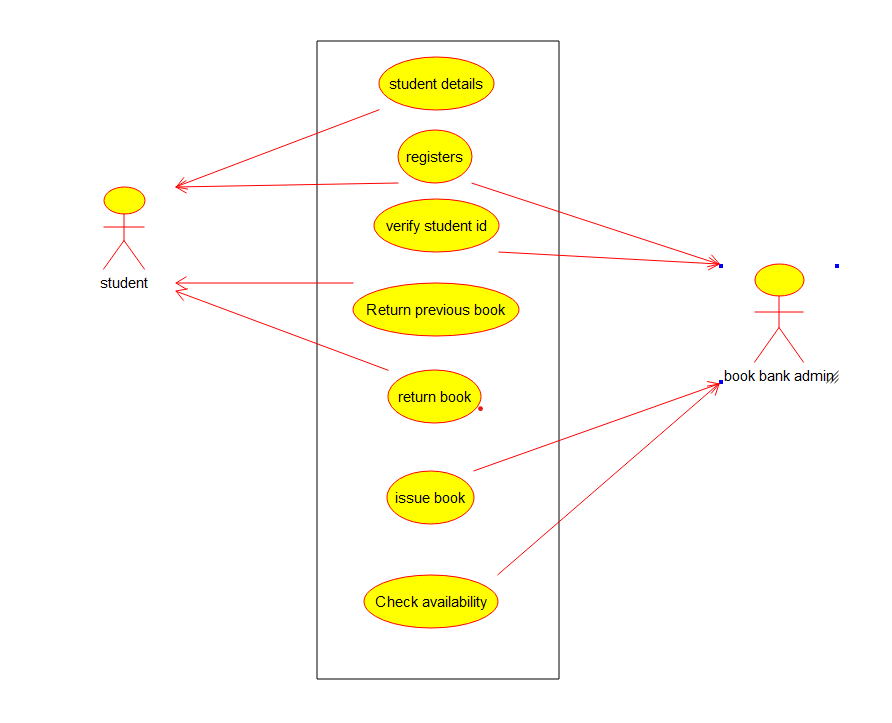 student details
registers
verify student id
student
Return previous book
book bank admin
return book
issue book
Check availability